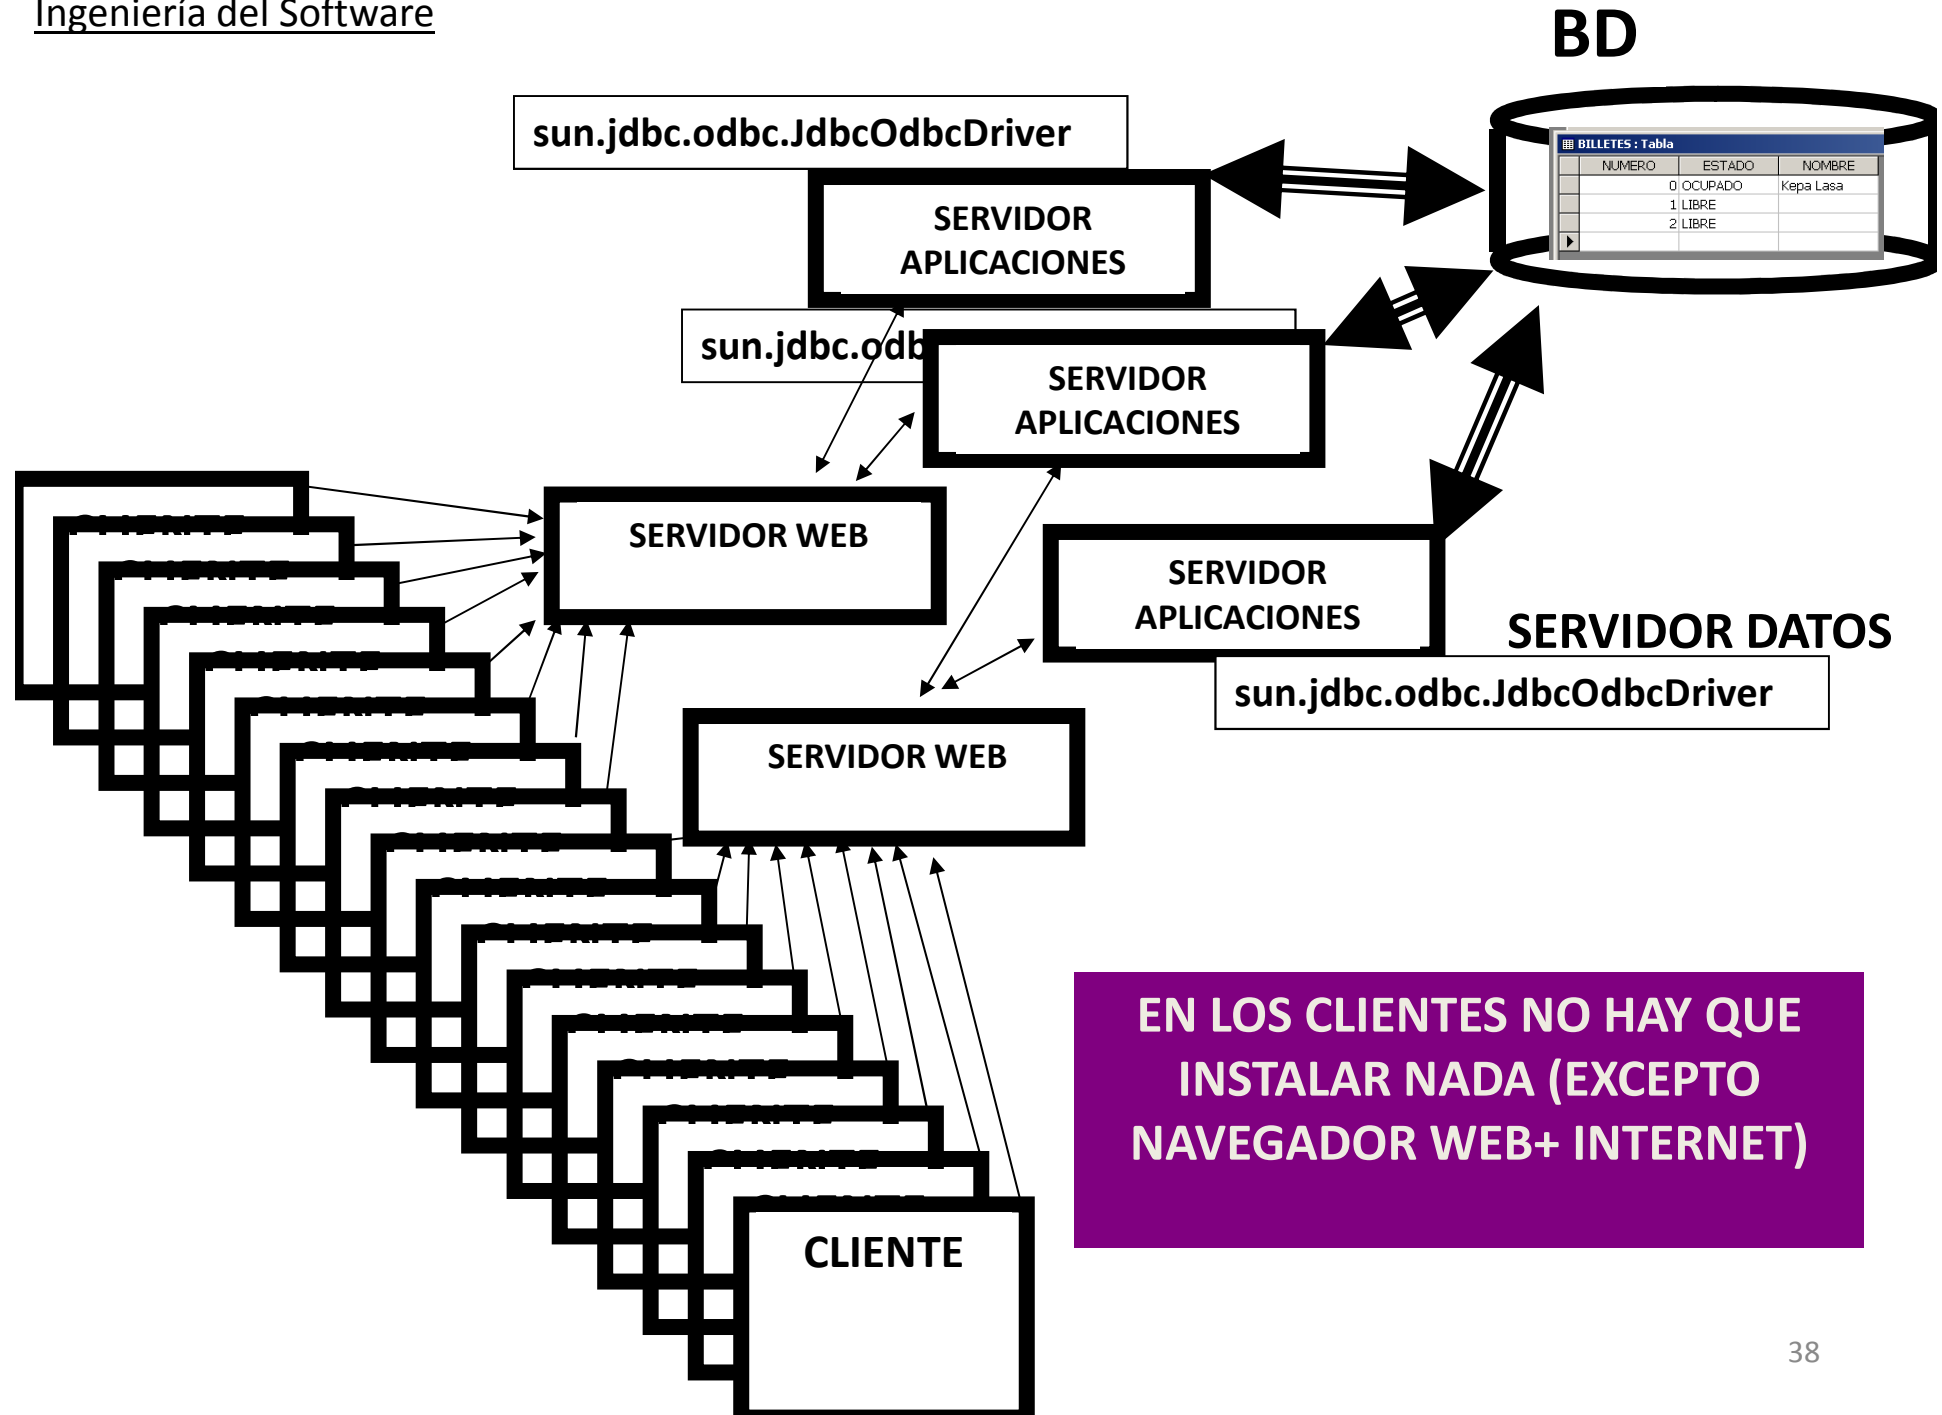 Ingeniería del Software
BD
sun.jdbc.odbc.JdbcOdbcDriver
BILLETES : Tabla
NUMERO ESTADO NOMBRE
0 OCUPADO Kepa Lasa
1 LIBRE
2 LIBRE
SERVIDOR
APLICACIONES
sun.jdbc.odb
SERVIDOR
APLICACIONES
SERVIDOR WEB
SERVIDOR
APLICACIONES
SERVIDOR DATOS
sun.jdbc.odbc.JdbcOdbcDriver
SERVIDOR WEB
EN LOS CLIENTES NO HAY QUE
INSTALAR NADA (EXCEPTO
NAVEGADOR WEB+ INTERNET)
CLIENTE
38